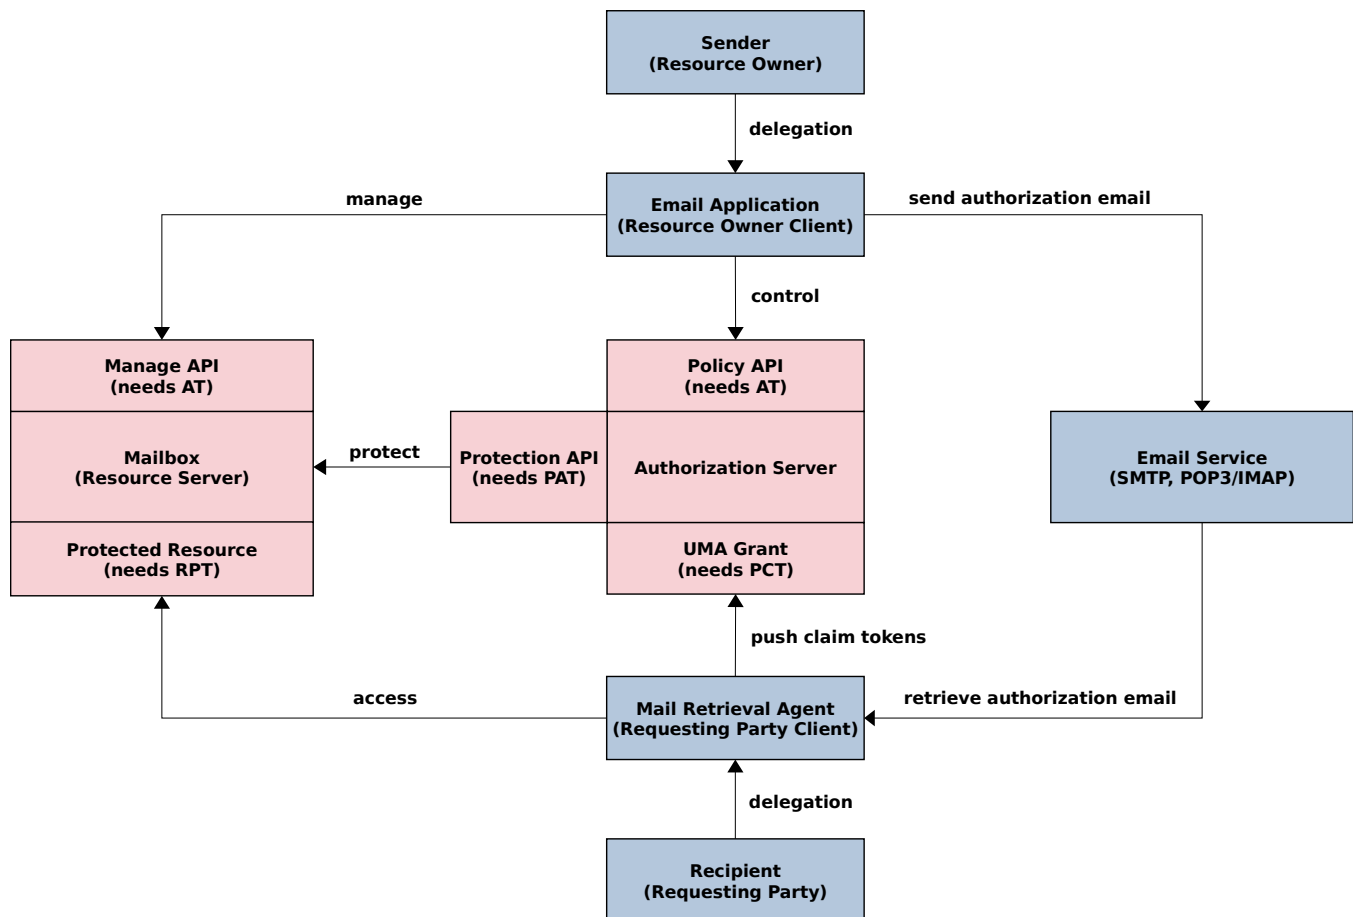 Sender
(Resource Owner)
delegation
manage
Email Application
(Resource Owner Client)
send authorization email
control
Manage API
(needs AT)
Policy API
(needs AT)
Mailbox
(Resource Server)
protect
Protection API
(needs PAT)
Authorization Server
Email Service
(SMTP, POP3/IMAP)
Protected Resource
(needs RPT)
UMA Grant
(needs PCT)
push claim tokens
access
Mail Retrieval Agent
(Requesting Party Client)
retrieve authorization email
delegation
Recipient
(Requesting Party)